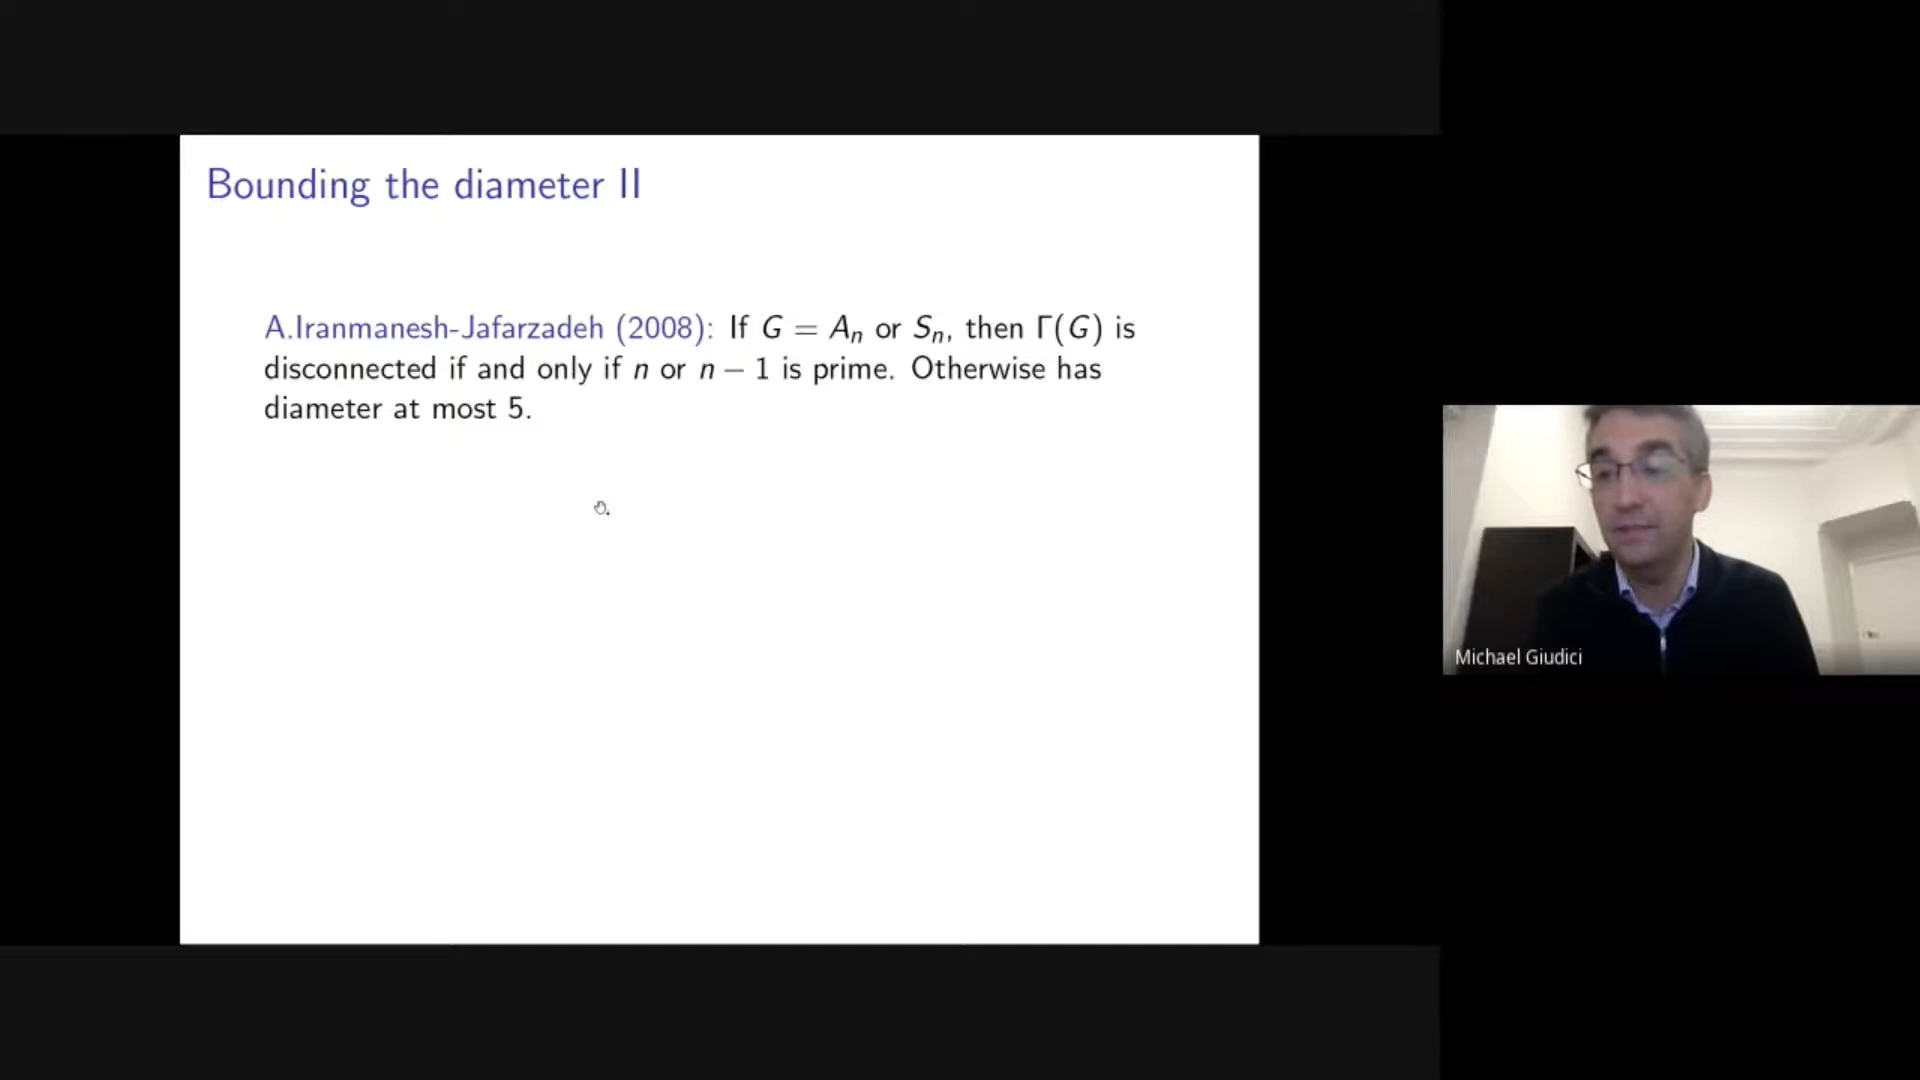 Bounding the diameter II
A.Iranmanesh-Jafarzadeh (2008): If G = Aₙ or Sₙ, then Γ(G) is
disconnected if and only if n or n − 1 is prime. Otherwise has
diameter at most 5.
Michael Giudici